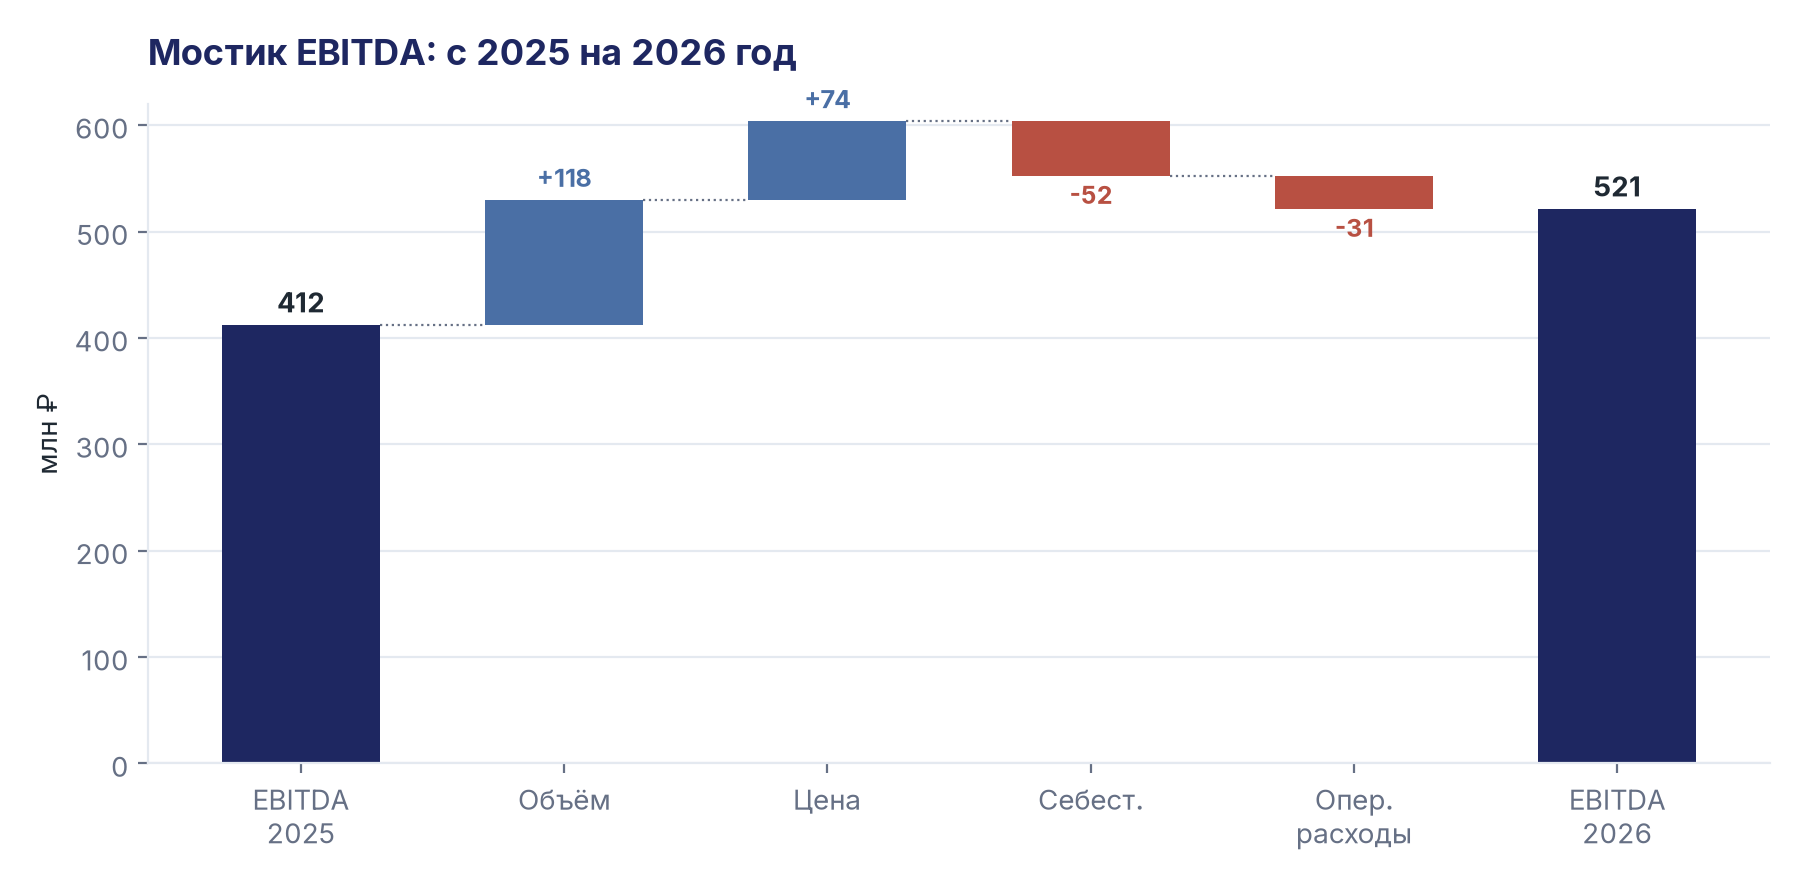 Мостик EBITDA: с 2025 на 2026 год
млн ₽
600
500
400
300
200
100
0
412
+118
+74
-52
-31
521
EBITDA
2025
Объём
Цена
Себест.
Опер.
расходы
EBITDA
2026